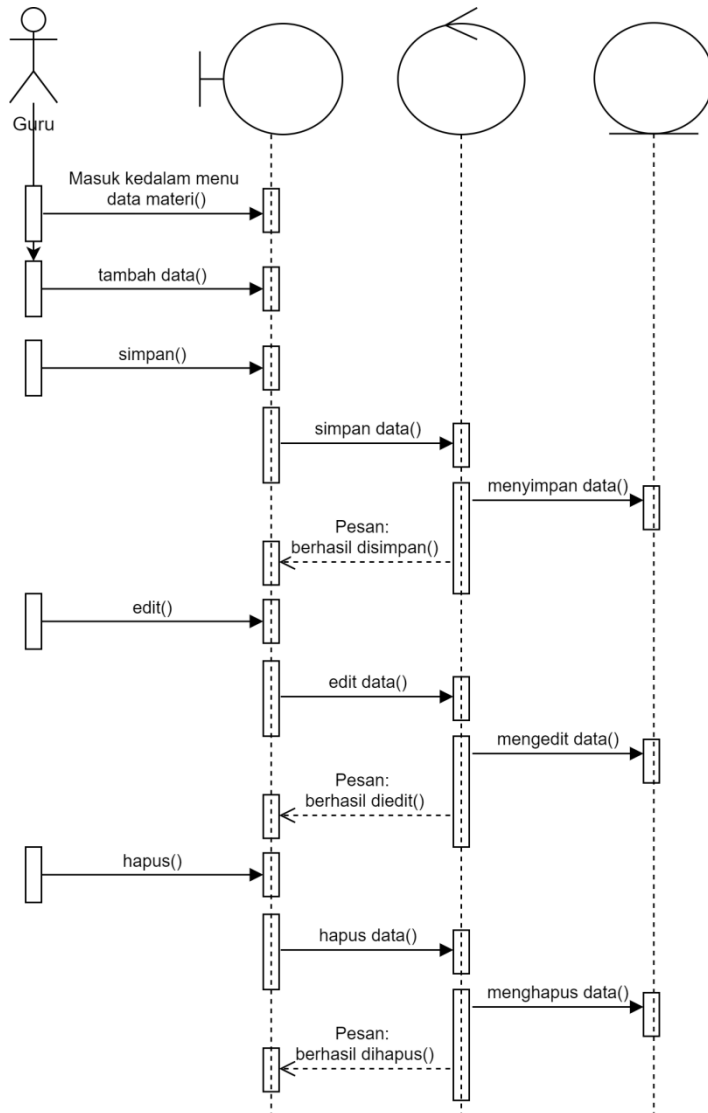 Guru
Masuk kedalam menu
data materi()
tambah data()
simpan()
simpan data()
menyimpan data()
Pesan:
berhasil disimpan()
edit()
edit data()
mengedit data()
Pesan:
berhasil diedit()
hapus()
hapus data()
menghapus data()
Pesan:
berhasil dihapus()